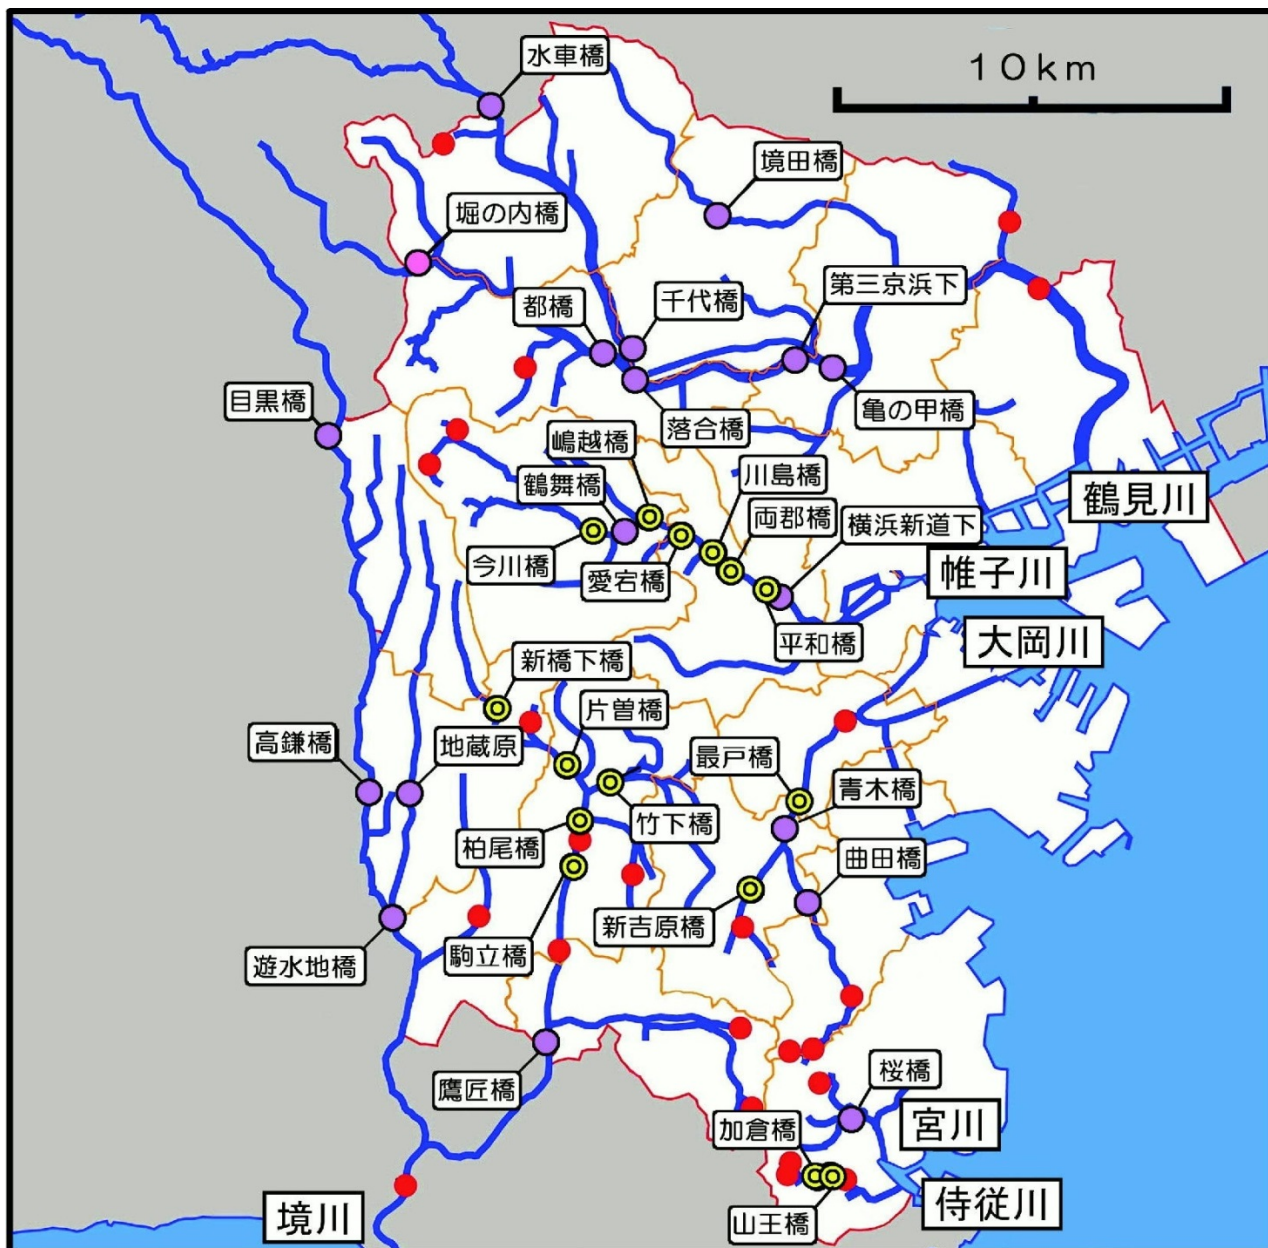 水車橋
10km
境田橋
堀の内橋
第三京浜下
千代橋
都橋
目黒橋
落合橋
亀の甲橋
嶋越橋
川島橋
鶴舞橋
鶴見川
両郡橋
横浜新道下
今川橋
愛宕橋
帷子川
平和橋
大岡川
新橋下橋
片曽橋
高鎌橋
地蔵原
最戸橋
青木橋
竹下橋
柏尾橋
曲田橋
新吉原橋
駒立橋
遊水地橋
鷹匠橋
桜橋
加倉橋
宮川
侍従川
境川
山王橋